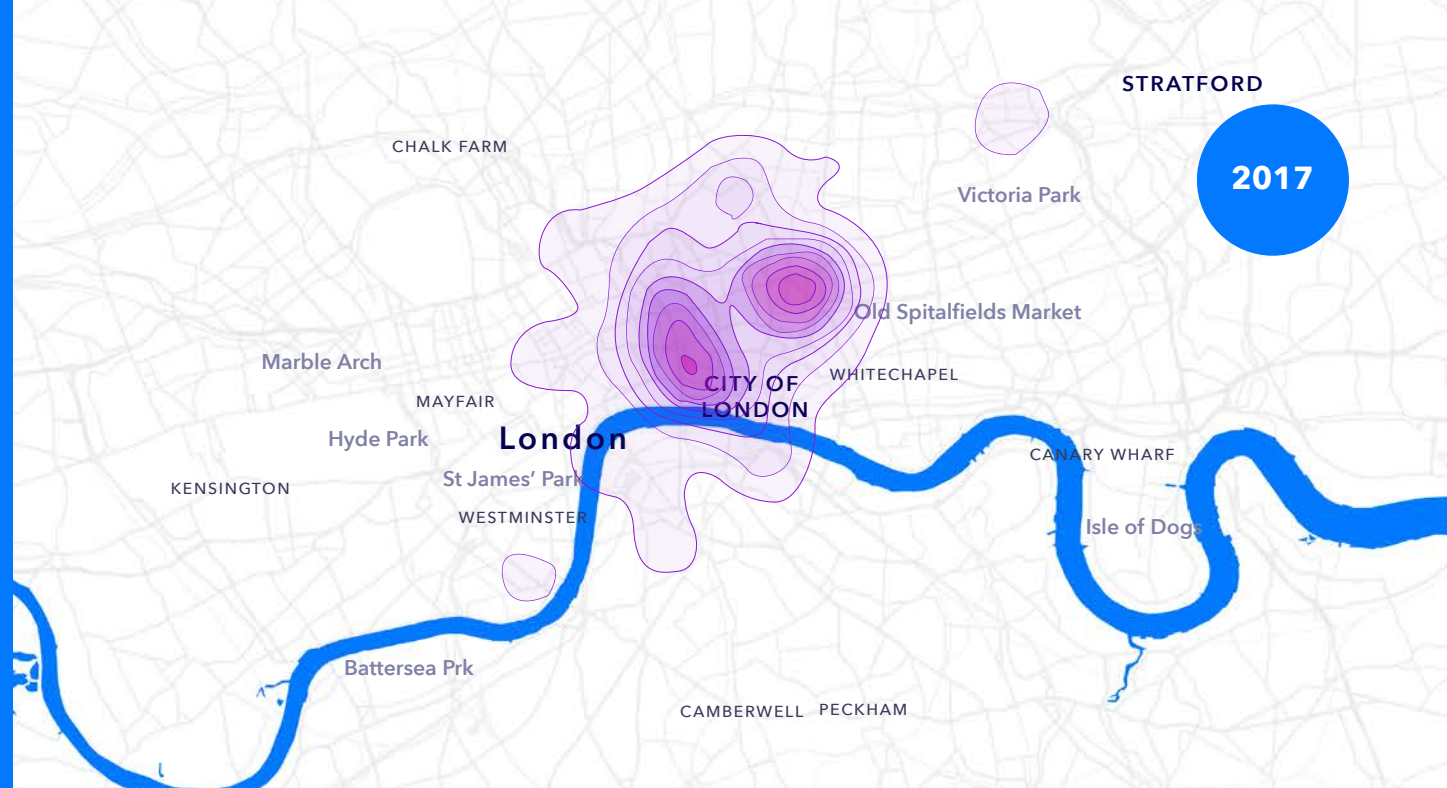 STRATFORD
CHALK FARM
2017
Victoria Park
Old Spitalfields Market
Marble Arch
WHITECHAPEL
CITY OF
LONDON
MAYFAIR
Hyde Park
London
CANARY WHARF
St James’ Park
KENSINGTON
WESTMINSTER
Isle of Dogs
Battersea Prk
CAMBERWELL
PECKHAM